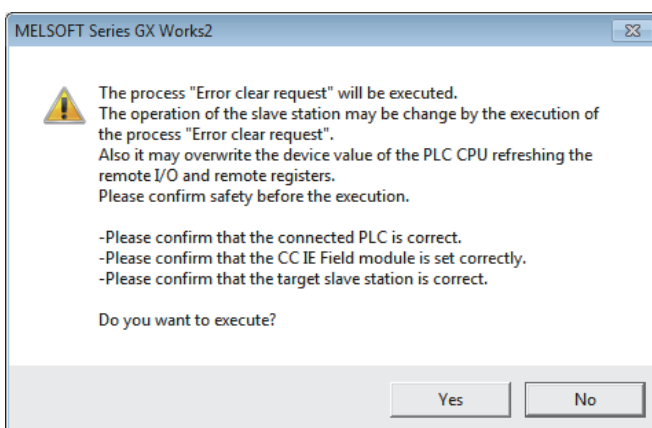 MELSOFT Series GX Works2
The process "Error clear request" will be executed.
The operation of the slave station may be change by the execution of
the process "Error clear request".
Also it may overwrite the device value of the PLC CPU refreshing the
remote I/O and remote registers.
Please confirm safety before the execution.
-Please confirm that the connected PLC is correct.
-Please confirm that the CC IE Field module is set correctly.
-Please confirm that the target slave station is correct.
Do you want to execute?
Yes No